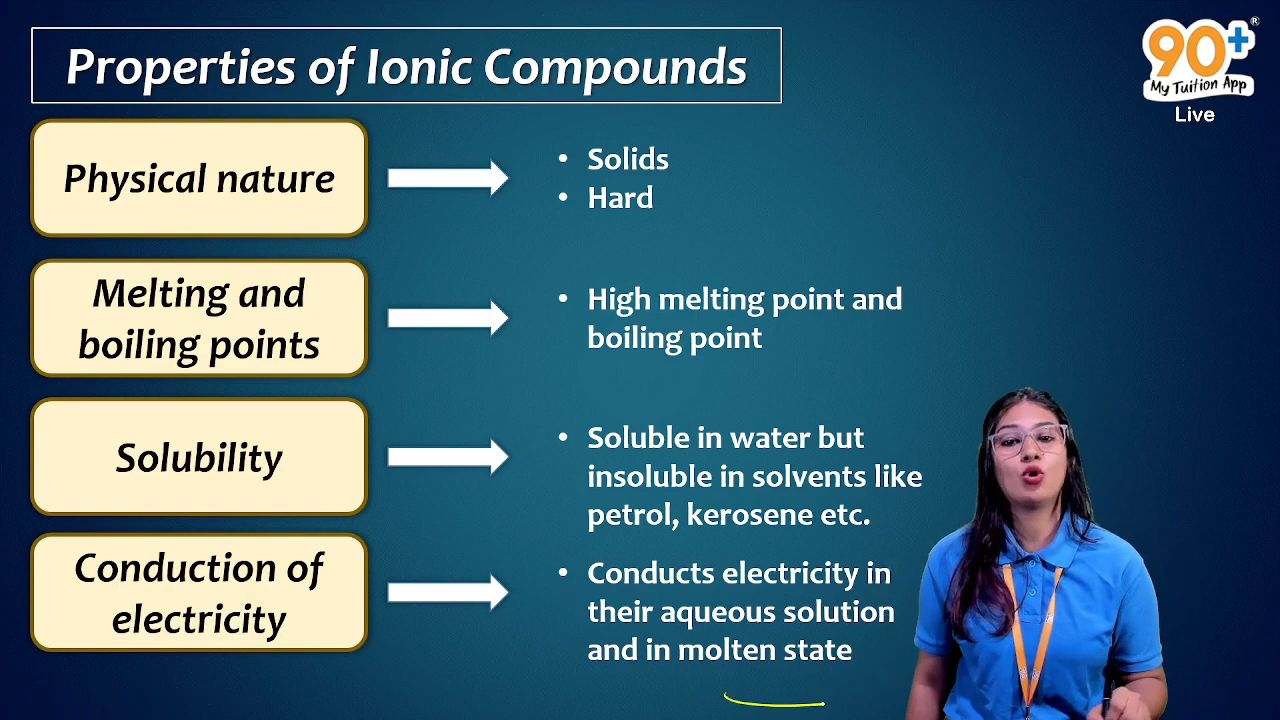 Properties of Ionic Compounds
90+
®
My Tuition App
Live
Physical nature
• Solids
• Hard
Melting and
boiling points
• High melting point and
boiling point
Solubility
• Soluble in water but
insoluble in solvents like
petrol, kerosene etc.
Conduction of
electricity
• Conducts electricity in
their aqueous solution
and in molten state